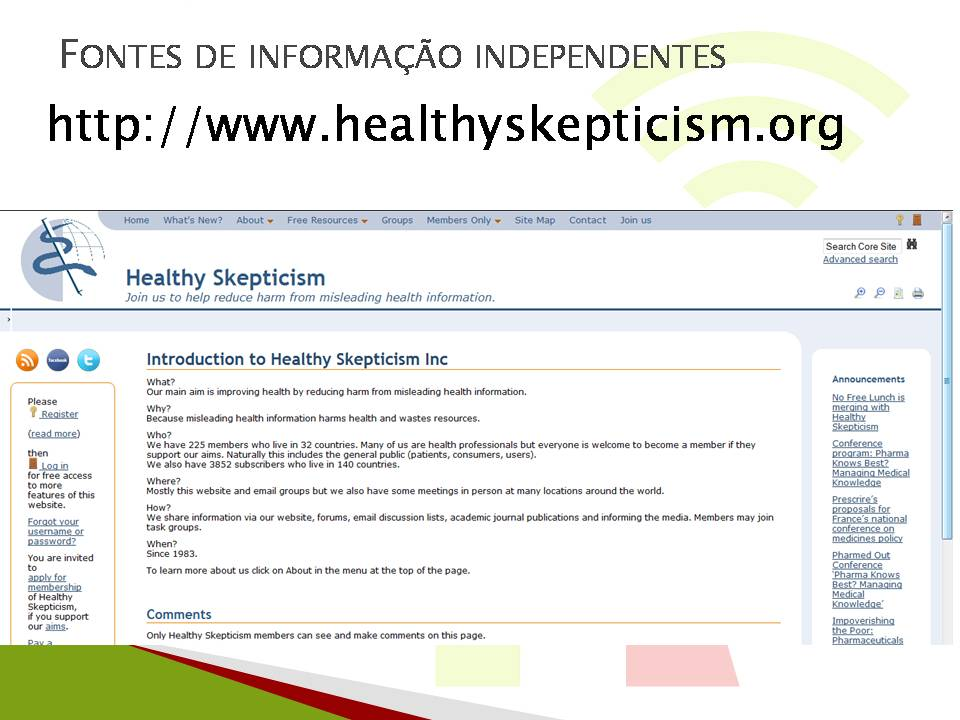 FONTES DE INFORMAÇÃO INDEPENDENTES
http://www.healthyskepticism.org
Home What's New? About Free Resources Groups Members Only Site Map Contact Join us
Search Core Site
Advanced search
Healthy Skepticism
Join us to help reduce harm from misleading health information.
facebook
Please
Register
(read more)
then
Log in
for free access
to more
features of this
website.
Forgot your
username or
password?
You are invited
to
apply for
membership
of Healthy
Skepticism,
if you support
our aims.
Pay a
Introduction to Healthy Skepticism Inc
What?
Our main aim is improving health by reducing harm from misleading health information.
Why?
Because misleading health information harms health and wastes resources.
Who?
We have 225 members who live in 32 countries. Many of us are health professionals but everyone is welcome to become a member if they
support our aims. Naturally this includes the general public (patients, consumers, users).
We also have 3852 subscribers who live in 140 countries.
Where?
Mostly this website and email groups but we also have some meetings in person at many locations around the world.
How?
We share information via our website, forums, email discussion lists, academic journal publications and informing the media. Members may join
task groups.
When?
Since 1983.
To learn more about us click on About in the menu at the top of the page.
Comments
Only Healthy Skepticism members can see and make comments on this page.
Announcements
No Free Lunch is
merging with
Healthy
Skepticism
Conference
program: Pharma
Knows Best?
Managing Medical
Knowledge
Prescrire's
proposals for
France's national
conference on
medicines policy
Pharmed Out
Conference
'Pharma Knows
Best? Managing
Medical
Knowledge'
Impoverishing
the Poor:
Pharmaceuticals